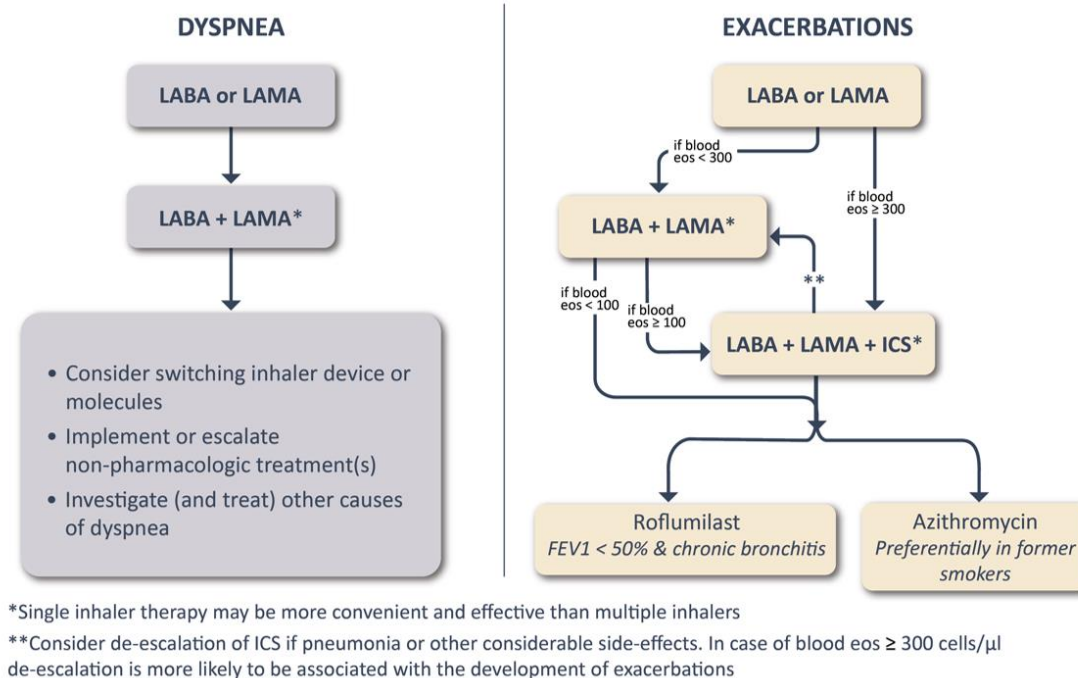 DYSPNEA
LABA or LAMA
LABA + LAMA*
• Consider switching inhaler device or
molecules
• Implement or escalate
non-pharmacologic treatment(s)
• Investigate (and treat) other causes
of dyspnea
EXACERBATIONS
LABA or LAMA
if blood
eos < 300
if blood
eos ≥ 300
LABA + LAMA*
**
if blood
eos < 100
if blood
eos ≥ 100
LABA + LAMA + ICS*
Roflumilast
FEV1 < 50% & chronic bronchitis
Azithromycin
Preferentially in former
smokers
*Single inhaler therapy may be more convenient and effective than multiple inhalers
**Consider de-escalation of ICS if pneumonia or other considerable side-effects. In case of blood eos ≥ 300 cells/µl
de-escalation is more likely to be associated with the development of exacerbations